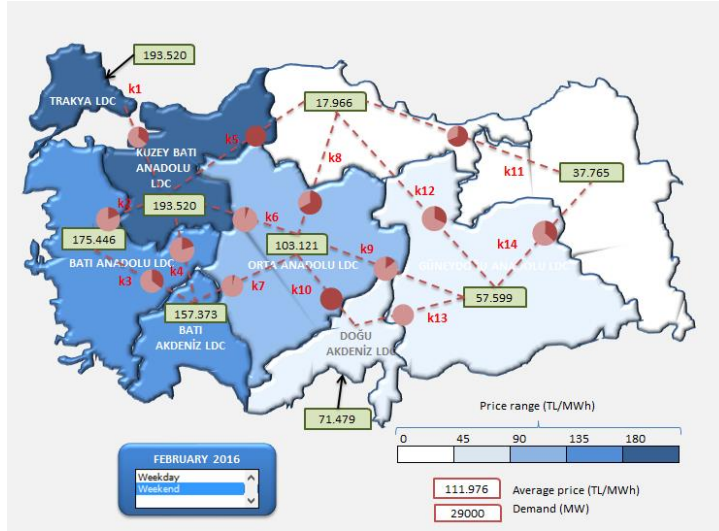 193.520
k1
TRAKYA LDC
17.966
k5
KUZEY BATI
ANADOLU
LDC
k8
k11
37.765
k12
193.520
k6
175.446
103.121
k9
k14
BATI ANADOLU LDC
ORTA ANADOLU LDC
k3
k4
k7
k10
57.599
157.373
k13
BATI
AKDENİZ LDC
DOĞU
AKDENİZ LDC
71.479
Price range (TL/MWh)
0 45 90 135 180
FEBRUARY 2016
Weekday
Weekend
111.976 Average price (TL/MWh)
29000 Demand (MW)